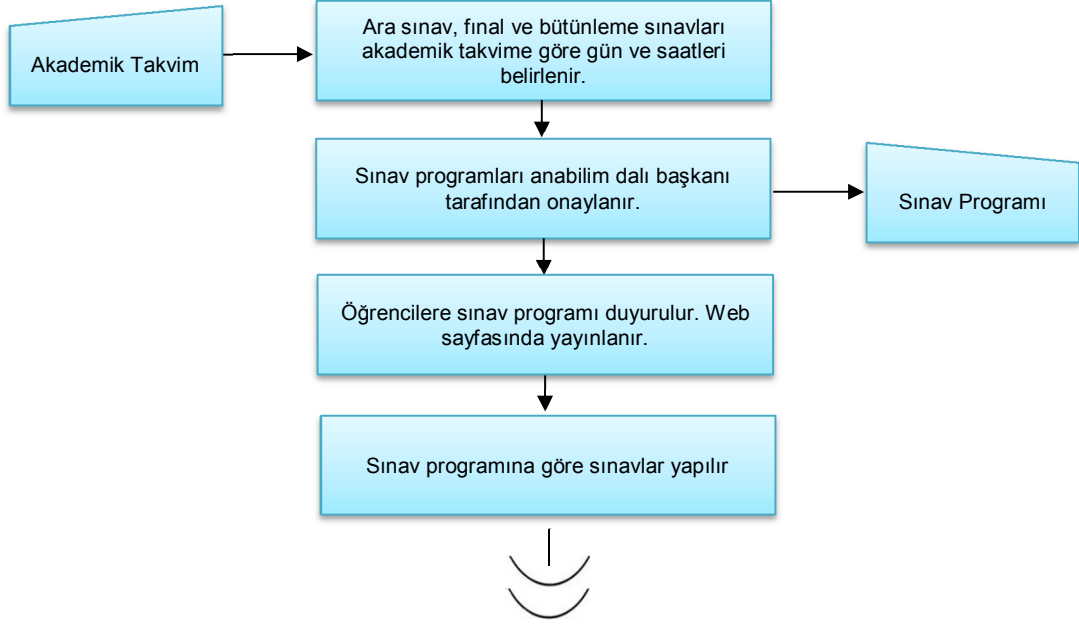 Akademik Takvim
Ara sınav, fınal ve bütünleme sınavları
akademik takvime göre gün ve saatleri
belirlenir.
Sınav programları anabilim dalı başkanı
tarafından onaylanır.
Sınav Programı
Öğrencilere sınav programı duyurulur. Web
sayfasında yayınlanır.
Sınav programına göre sınavlar yapılır